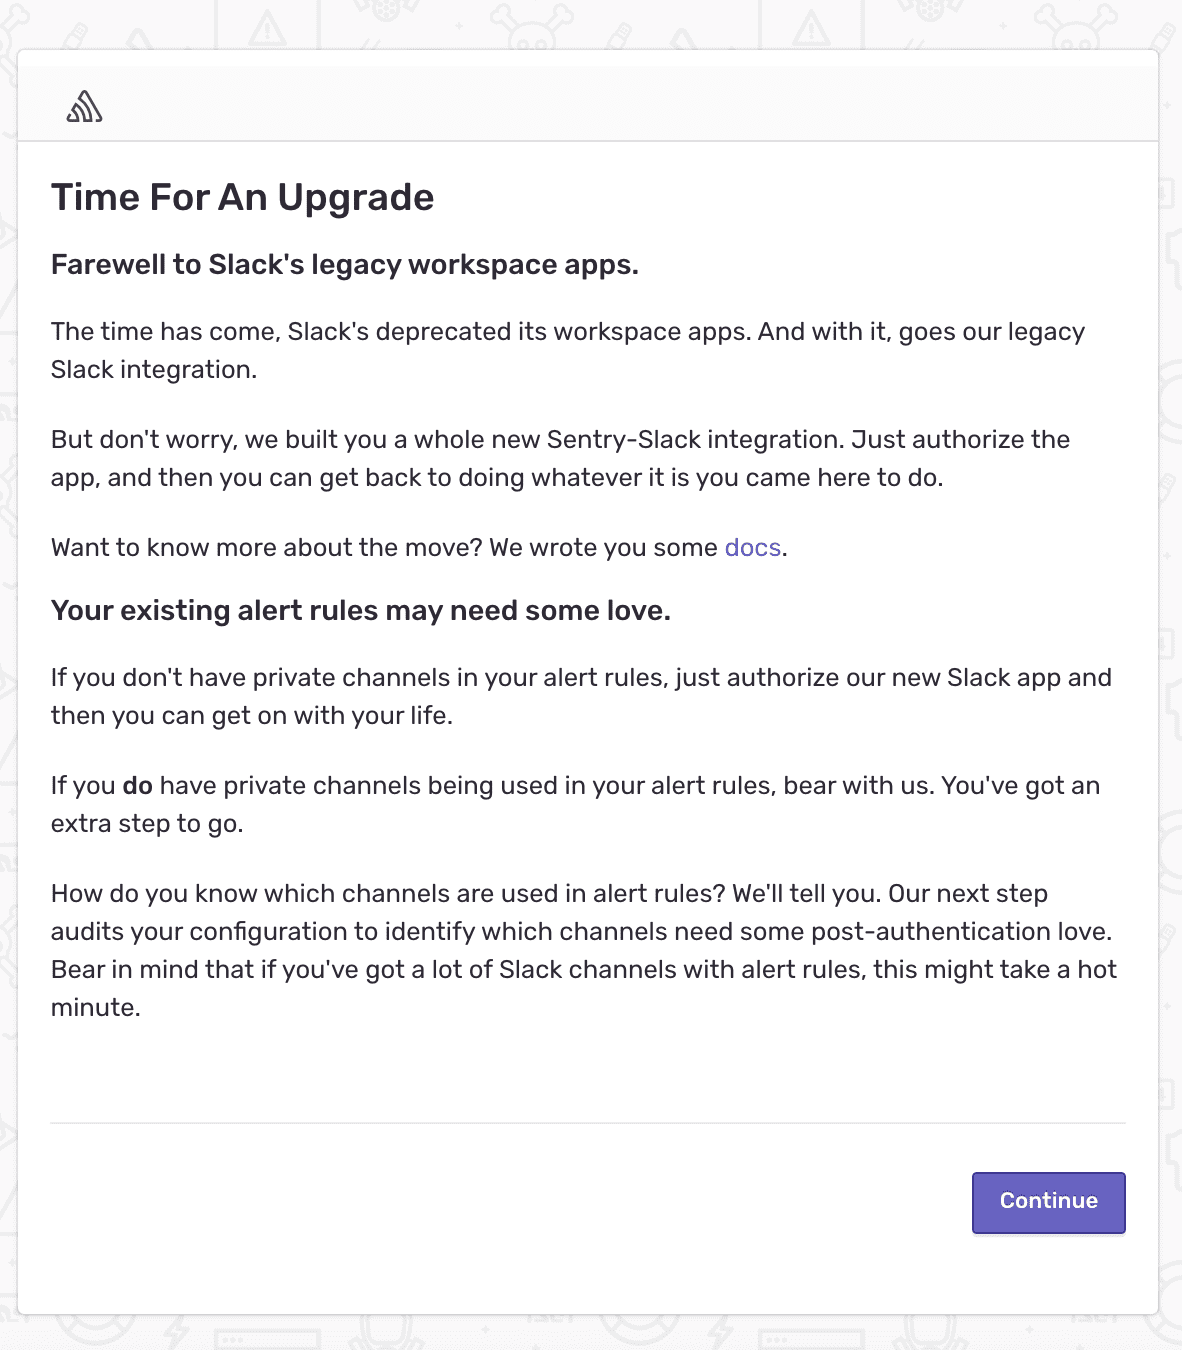 Time For An Upgrade
Farewell to Slack's legacy workspace apps.
The time has come, Slack's deprecated its workspace apps. And with it, goes our legacy
Slack integration.
But don't worry, we built you a whole new Sentry-Slack integration. Just authorize the
app, and then you can get back to doing whatever it is you came here to do.
Want to know more about the move? We wrote you some docs.
Your existing alert rules may need some love.
If you don't have private channels in your alert rules, just authorize our new Slack app and
then you can get on with your life.
If you do have private channels being used in your alert rules, bear with us. You've got an
extra step to go.
How do you know which channels are used in alert rules? We'll tell you. Our next step
audits your configuration to identify which channels need some post-authentication love.
Bear in mind that if you've got a lot of Slack channels with alert rules, this might take a hot
minute.
Continue